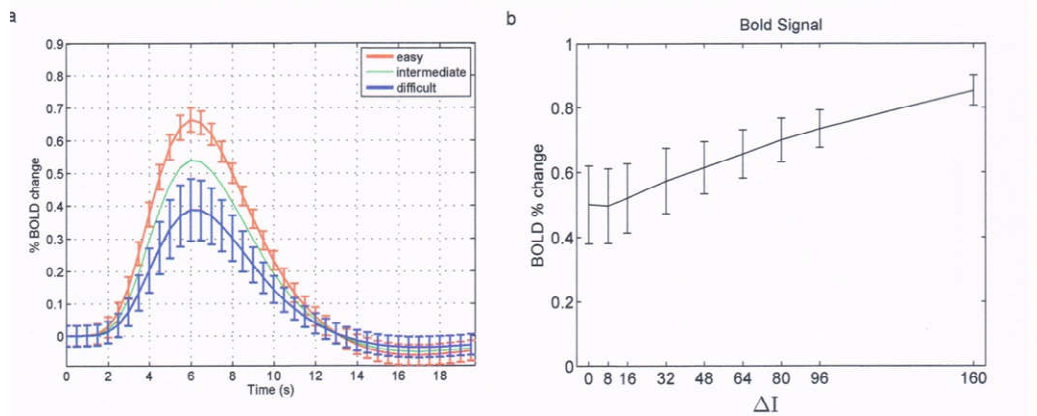 a
0.9
0.8
0.7
0.6
0.5
0.4
0.3
0.2
0.1
0
% BOLD change
easy
intermediate
difficult
0 2 4 6 8 10 12 14 16 18
Time (s)
b
Bold Signal
1
0.8
0.6
0.4
0.2
0
BOLD % change
0 8 16 32 48 64 80 96 160
ΔI